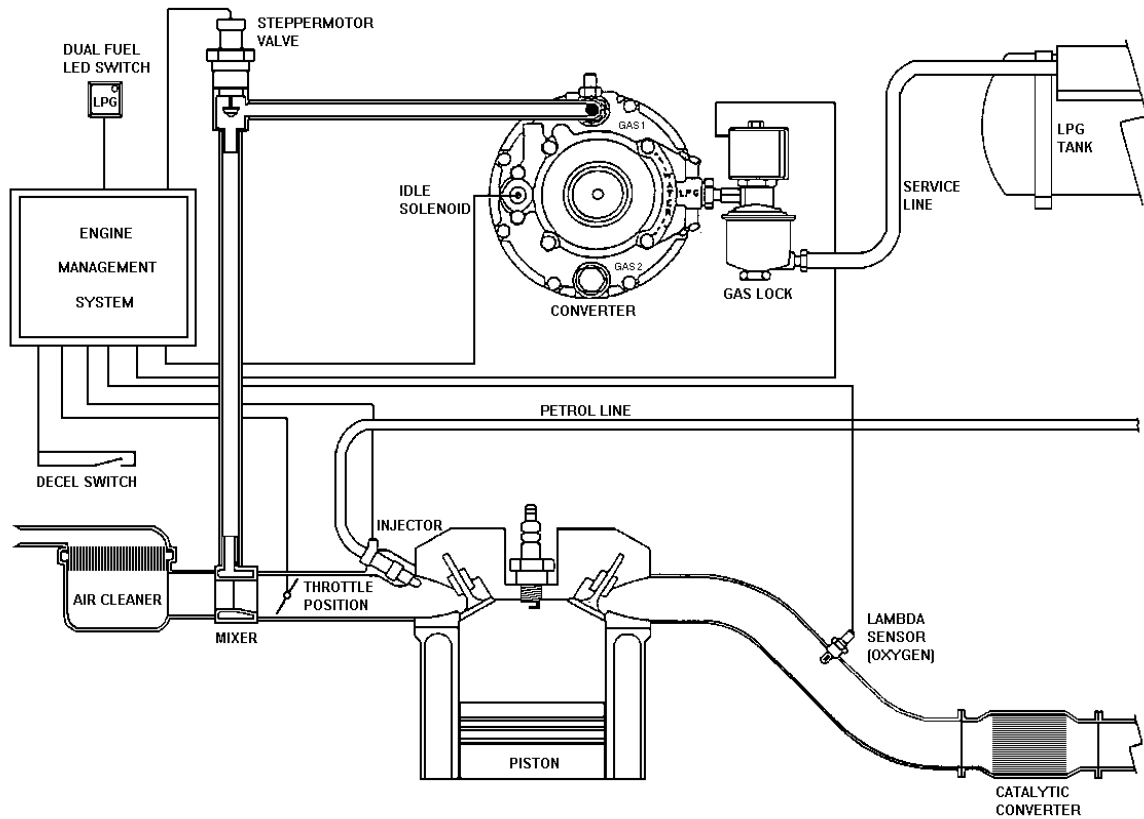 STEPPERMOTOR
VALVE
DUAL FUEL
LED SWITCH
LPG
GAS 1
WATER
LPG
LPG
TANK
IDLE
SOLENOID
SERVICE
LINE
ENGINE
MANAGEMENT
SYSTEM
GAS 2
GAS LOCK
CONVERTER
PETROL LINE
DECEL SWITCH
INJECTOR
AIR CLEANER
THROTTLE
POSITION
MIXER
LAMBDA
SENSOR
(OXYGEN)
PISTON
CATALYTIC
CONVERTER